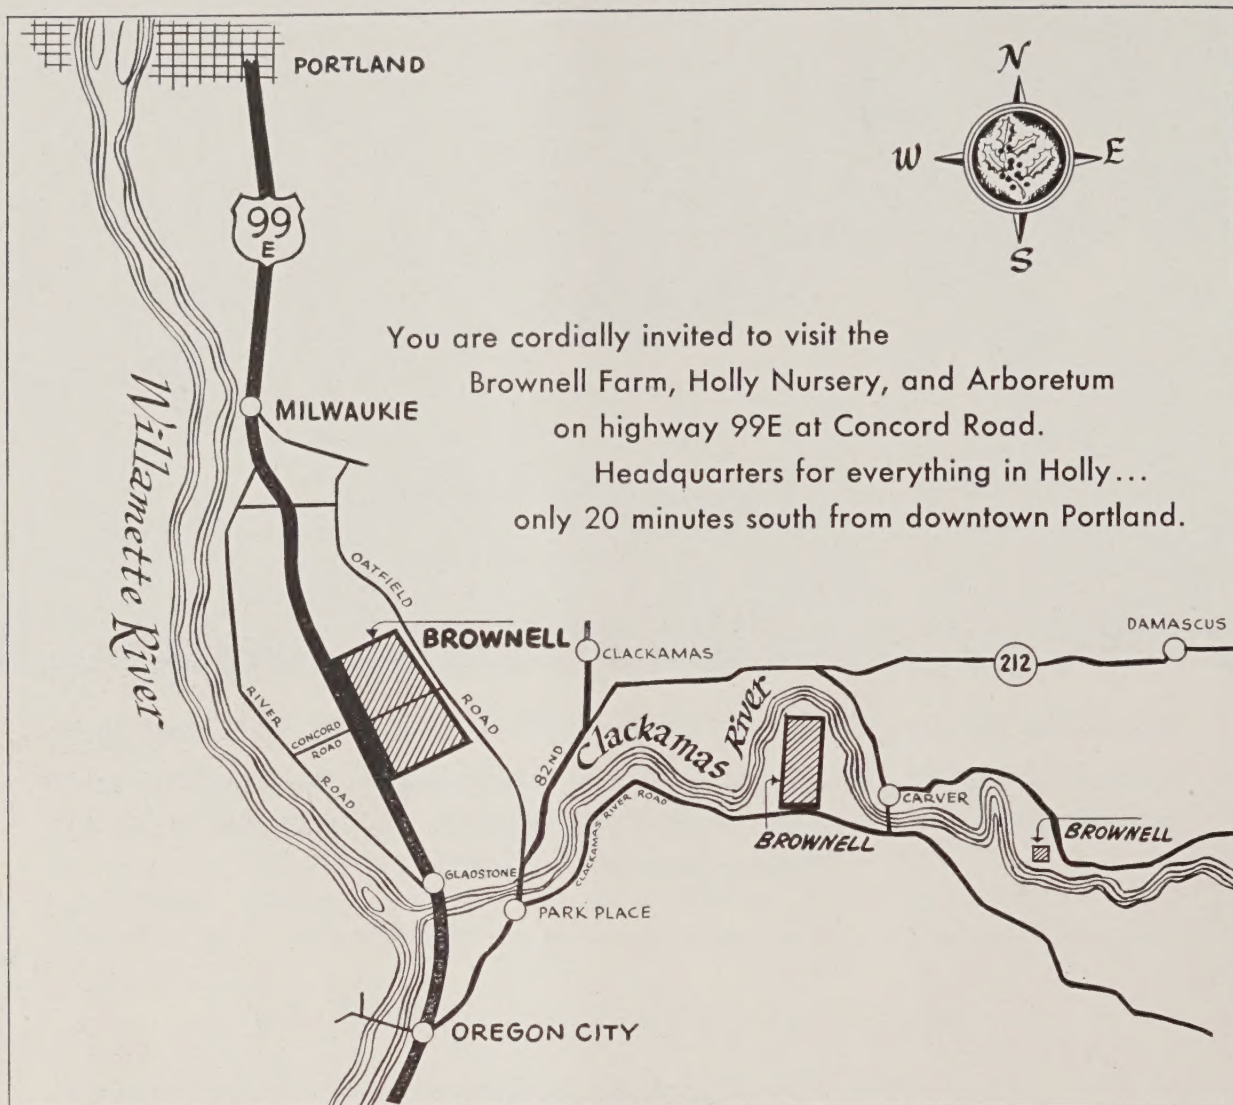 PORTLAND
N
W
E
S
99
E
You are cordially invited to visit the
Brownell Farm, Holly Nursery, and Arboretum
on highway 99E at Concord Road.
Headquarters for everything in Holly...
only 20 minutes south from downtown Portland.
MILWAUKIE
Willamette River
OATFIELD
ROAD
BROWNELL
CLACKAMAS
DAMASCUS
212
RIVER
ROAD
CONCORD
ROAD
82ND
Clackamas
River
CLACKAMAS RIVER ROAD
CARVER
BROWNELL
BROWNELL
GLADSTONE
PARK PLACE
OREGON CITY